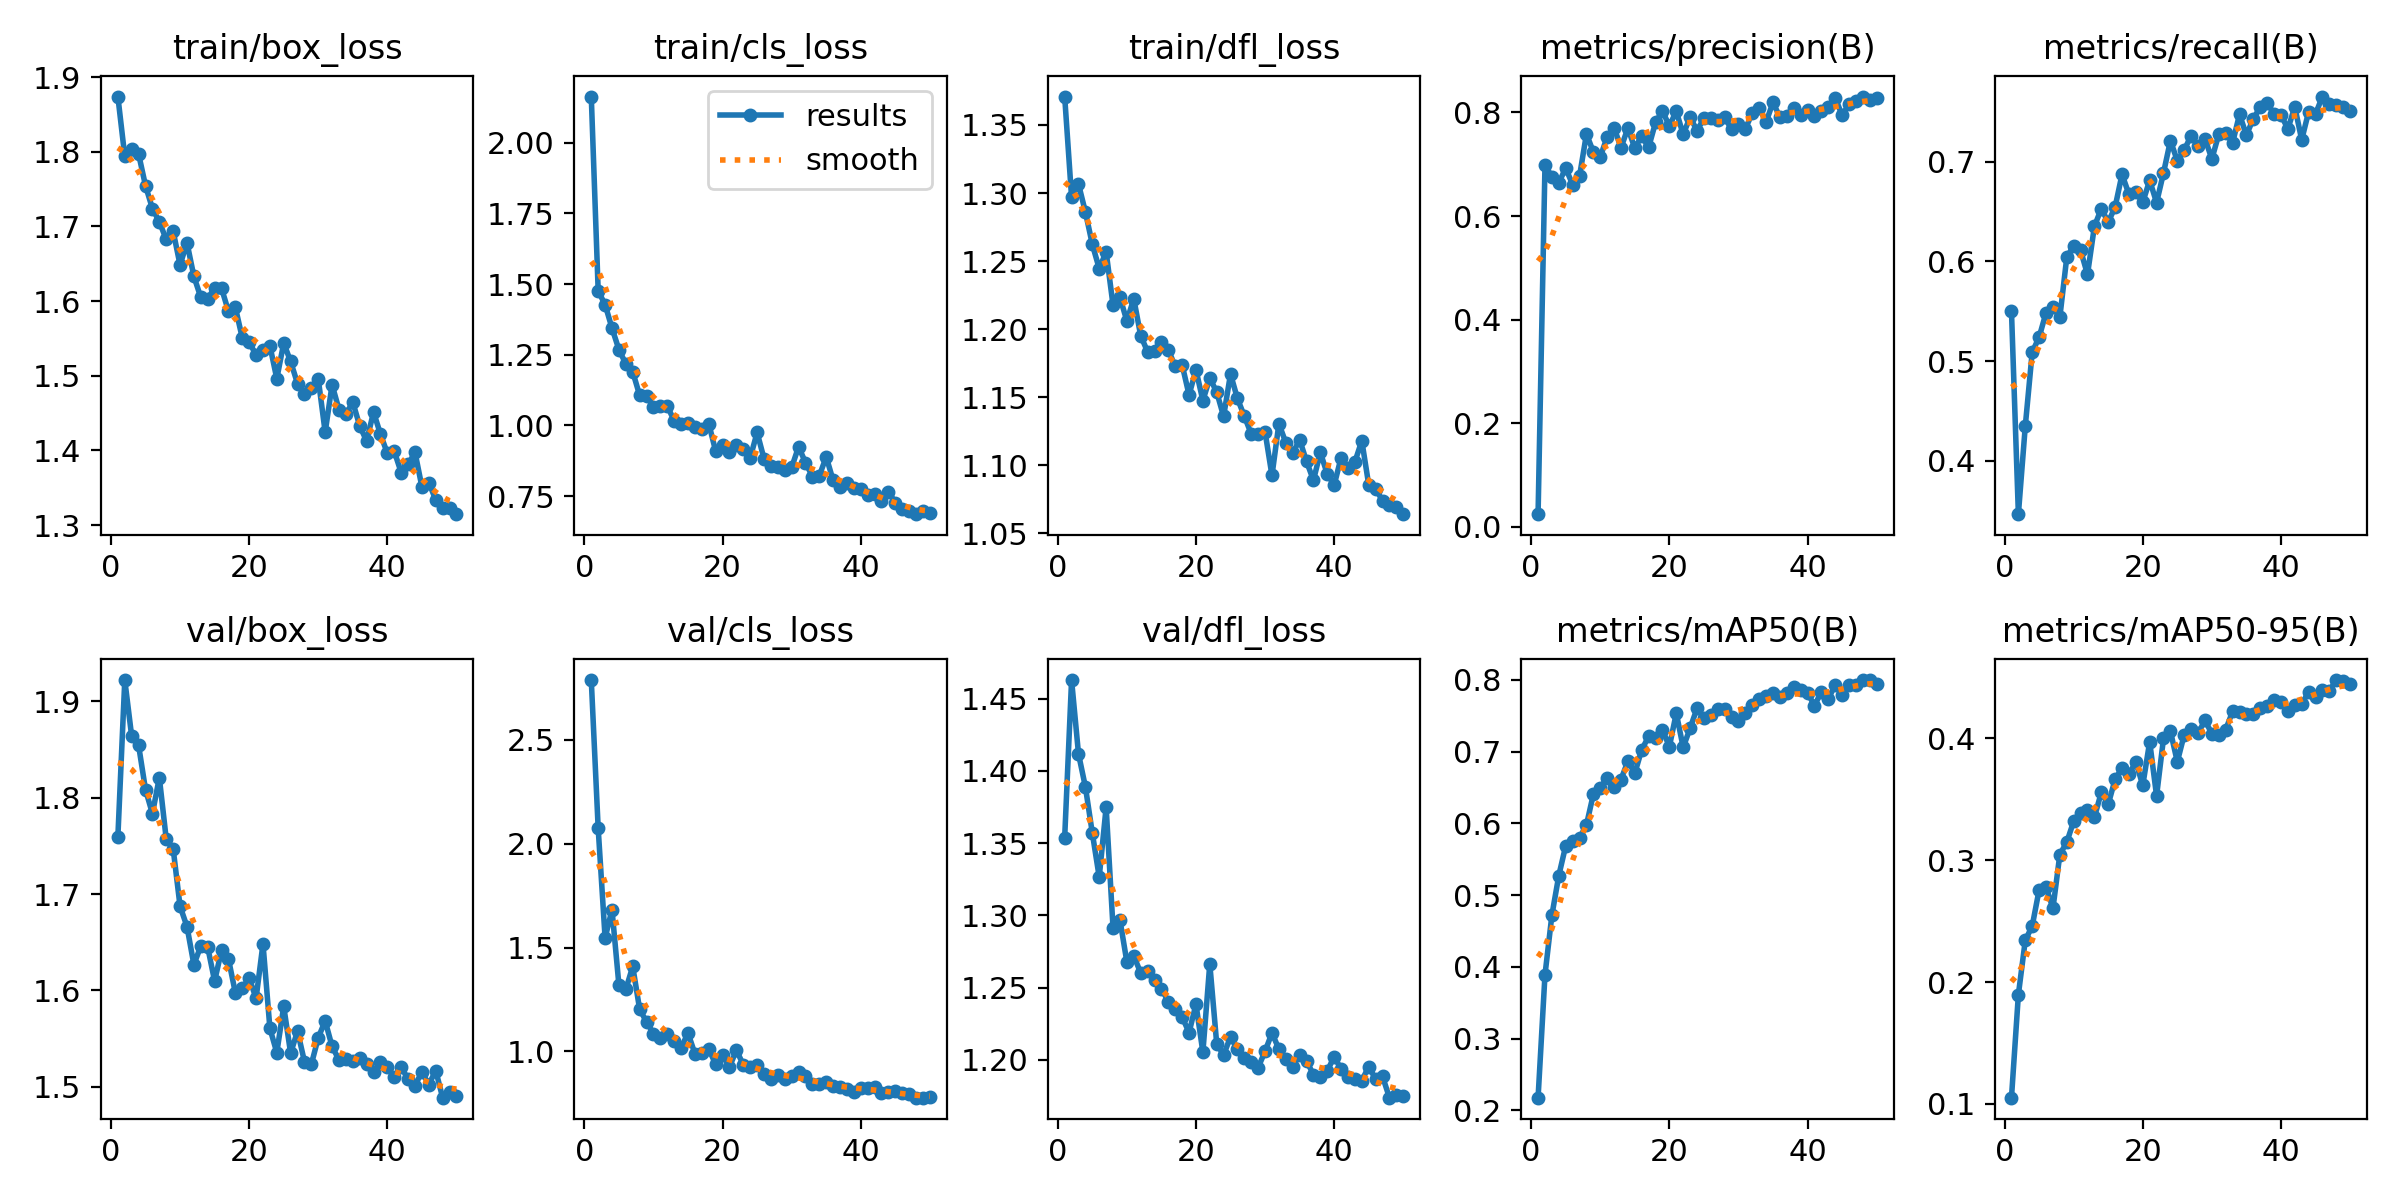 train/box_loss
1.9
1.8
1.7
1.6
1.5
1.4
1.3
0 20 40
train/cls_loss
results
smooth
2.00
1.75
1.50
1.25
1.00
0.75
0 20 40
train/dfl_loss
1.35
1.30
1.25
1.20
1.15
1.10
1.05
0 20 40
metrics/precision(B)
0.8
0.6
0.4
0.2
0.0
0 20 40
metrics/recall(B)
0.7
0.6
0.5
0.4
0 20 40
val/box_loss
1.9
1.8
1.7
1.6
1.5
0 20 40
val/cls_loss
2.5
2.0
1.5
1.0
0 20 40
val/dfl_loss
1.45
1.40
1.35
1.30
1.25
1.20
0 20 40
metrics/mAP50(B)
0.8
0.7
0.6
0.5
0.4
0.3
0.2
0 20 40
metrics/mAP50-95(B)
0.4
0.3
0.2
0.1
0 20 40